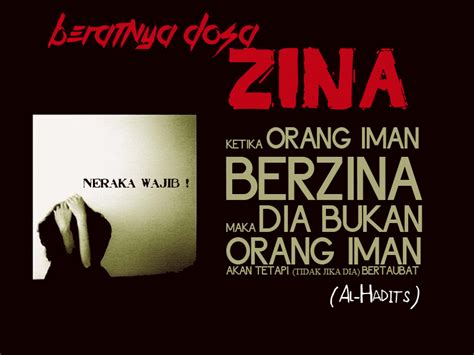 beratnya dosa
ZINA
NERAKA WAJIB !
KETIKA ORANG IMAN
BERZINA
MAKA DIA BUKAN
ORANG IMAN
AKAN TETAPI (TIDAK JIKA DIA) BERTAUBAT
(AL-HADITS)